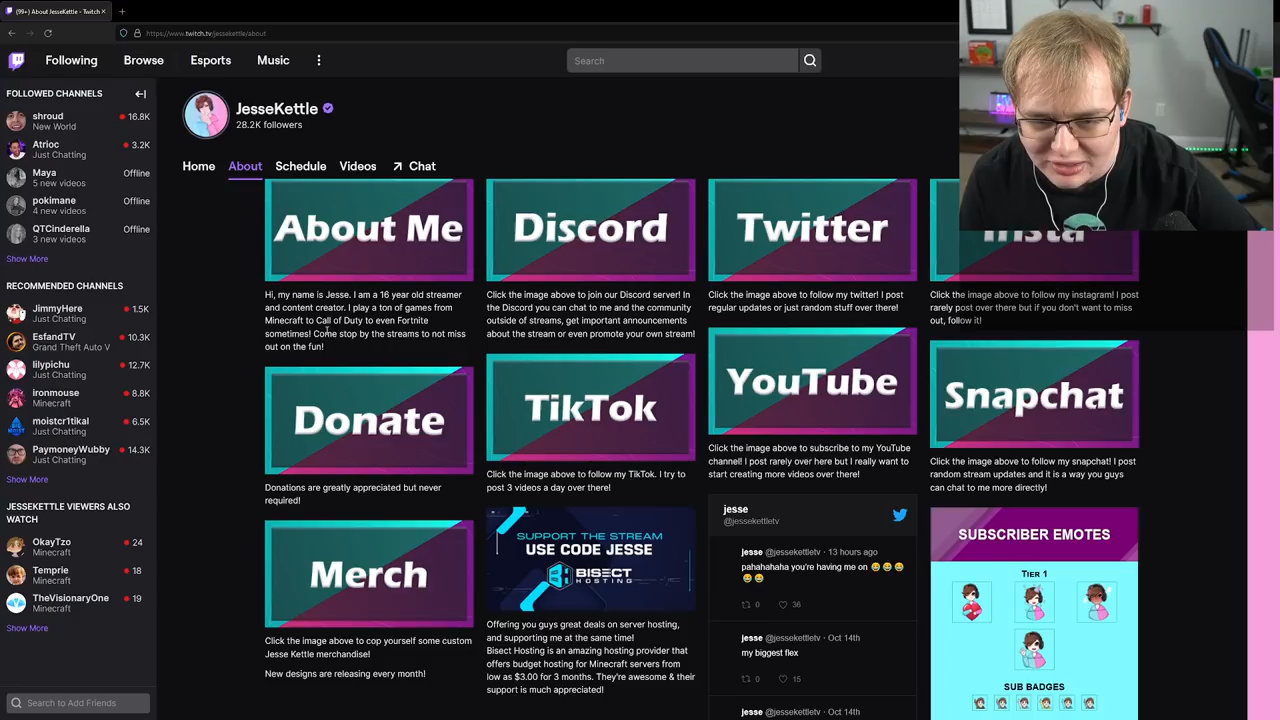 (99+) About JesseKettle - Twitch
https://www.twitch.tv/jessekettle/about
Following
Browse
Esports
Music
Search
FOLLOWED CHANNELS
shroud
New World
16.8K
Atrioc
Just Chatting
3.2K
Maya
5 new videos
Offline
pokimane
4 new videos
Offline
QTCinderella
Just Chatting
Offline
Show More
RECOMMENDED CHANNELS
JimmyHere
Just Chatting
1.5K
EsfandTV
Grand Theft Auto V
10.3K
lilypichu
Just Chatting
12.7K
ironmouse
Minecraft
8.8K
moistcr1tikal
Just Chatting
6.5K
PaymoneyWubby
Just Chatting
14.3K
Show More
JESSEKETTLE VIEWERS ALSO
WATCH
OkayTzo
Minecraft
24
Temprie
Minecraft
18
TheVisionaryOne
Minecraft
19
Show More
Search to Add Friends
JesseKettle
28.2K followers
Home
About
Schedule
Videos
Chat
About Me
Hi, my name is Jesse. I am a 16 year old streamer
and content creator. I play a ton of games from
Minecraft to Call of Duty to even Fortnite
sometimes! Come stop by the streams to not miss
out on the fun!
Discord
Click the image above to join our Discord server! In
the Discord you can chat to me and the community
outside of streams, get important announcements
about the stream or even promote your own stream!
Twitter
Click the image above to follow my twitter! I post
regular updates or just random stuff over there!
Insta
Click the image above to follow my instagram! I post
rarely post over here but if you don't want to miss
out, follow it!
Donate
Donations are greatly appreciated but never
required!
TikTok
Click the image above to follow my TikTok. I try to
post 3 videos a day over there!
YouTube
Click the image above to subscribe to my YouTube
channel! I post rarely over here but I really want to
start creating more videos over there!
Snapchat
Click the image above to follow my snapchat! I post
random stream updates and it is a way you guys
can chat to me more directly!
Merch
Click the image above to cop yourself some custom
Jesse Kettle merchandise!
New designs are releasing every month!
SUPPORT THE STREAM
USE CODE JESSE
BISECT
HOSTING
Offering you guys great deals on server hosting,
and supporting me at the same time!
Bisect Hosting is an amazing hosting provider that
offers budget hosting for Minecraft servers from
low as $3.00 for 3 months. They're awesome & their
support is much appreciated!
jesse
@jessekettletv
jesse @jessekettletv · 13 hours ago
pahahahaha you're having me on 😂😂😂
😂😂
0
36
jesse @jessekettletv · Oct 14th
my biggest flex
0
15
jesse @jessekettletv · Oct 14th
SUBSCRIBER EMOTES
TIER 1
SUB BADGES